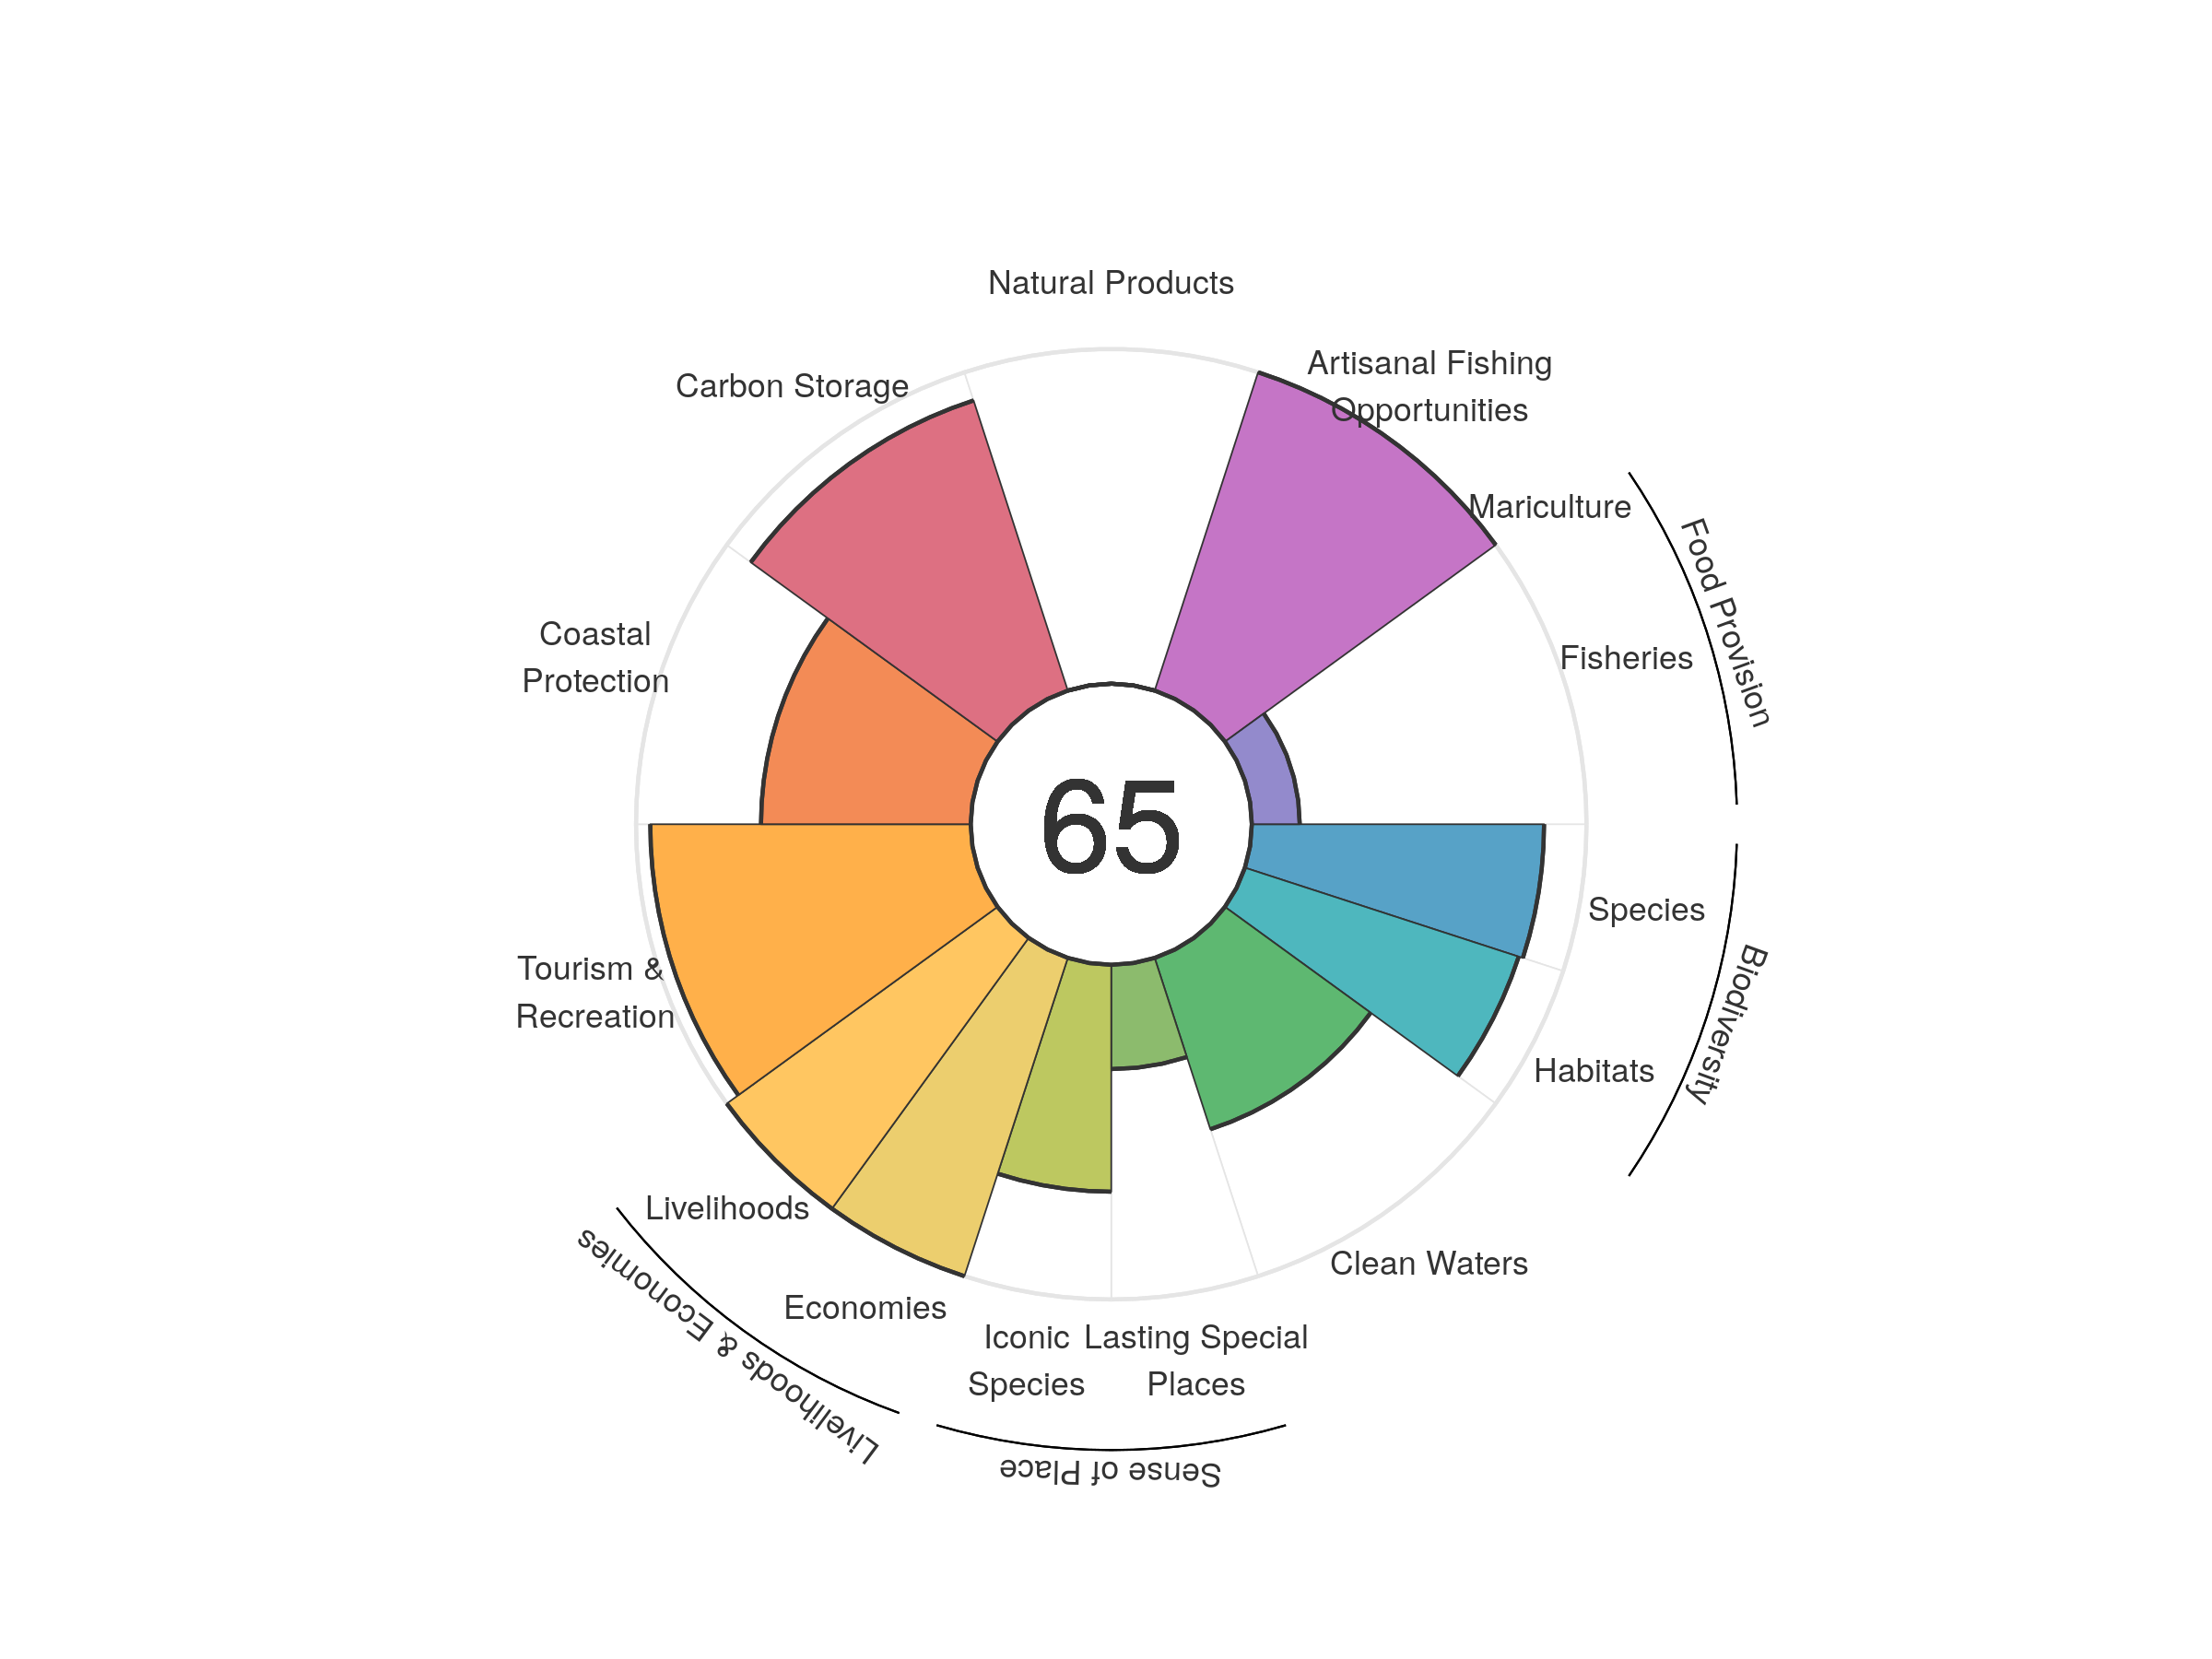 Natural Products
Artisanal Fishing
Opportunities
Carbon Storage
Mariculture
Food Provision
Fisheries
Coastal
Protection
65
Species
Biodiversity
Habitats
Tourism &
Recreation
Livelihoods
Livelihoods & Economies
Economies
Clean Waters
Iconic
Species
Lasting Special
Places
Sense of Place